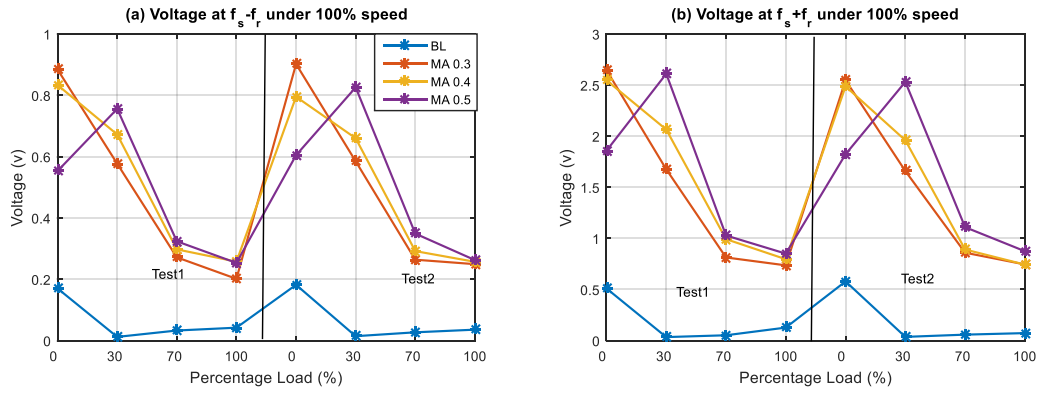 (a) Voltage at fs-fr under 100% speed
1
0.8
0.6
0.4
0.2
0
Voltage (v)
BL
MA 0.3
MA 0.4
MA 0.5
Test1
Test2
0 30 70 100 0 30 70 100
Percentage Load (%)
(b) Voltage at fs+fr under 100% speed
3
2.5
2
1.5
1
0.5
0
Voltage (v)
Test1
Test2
0 30 70 100 0 30 70 100
Percentage Load (%)